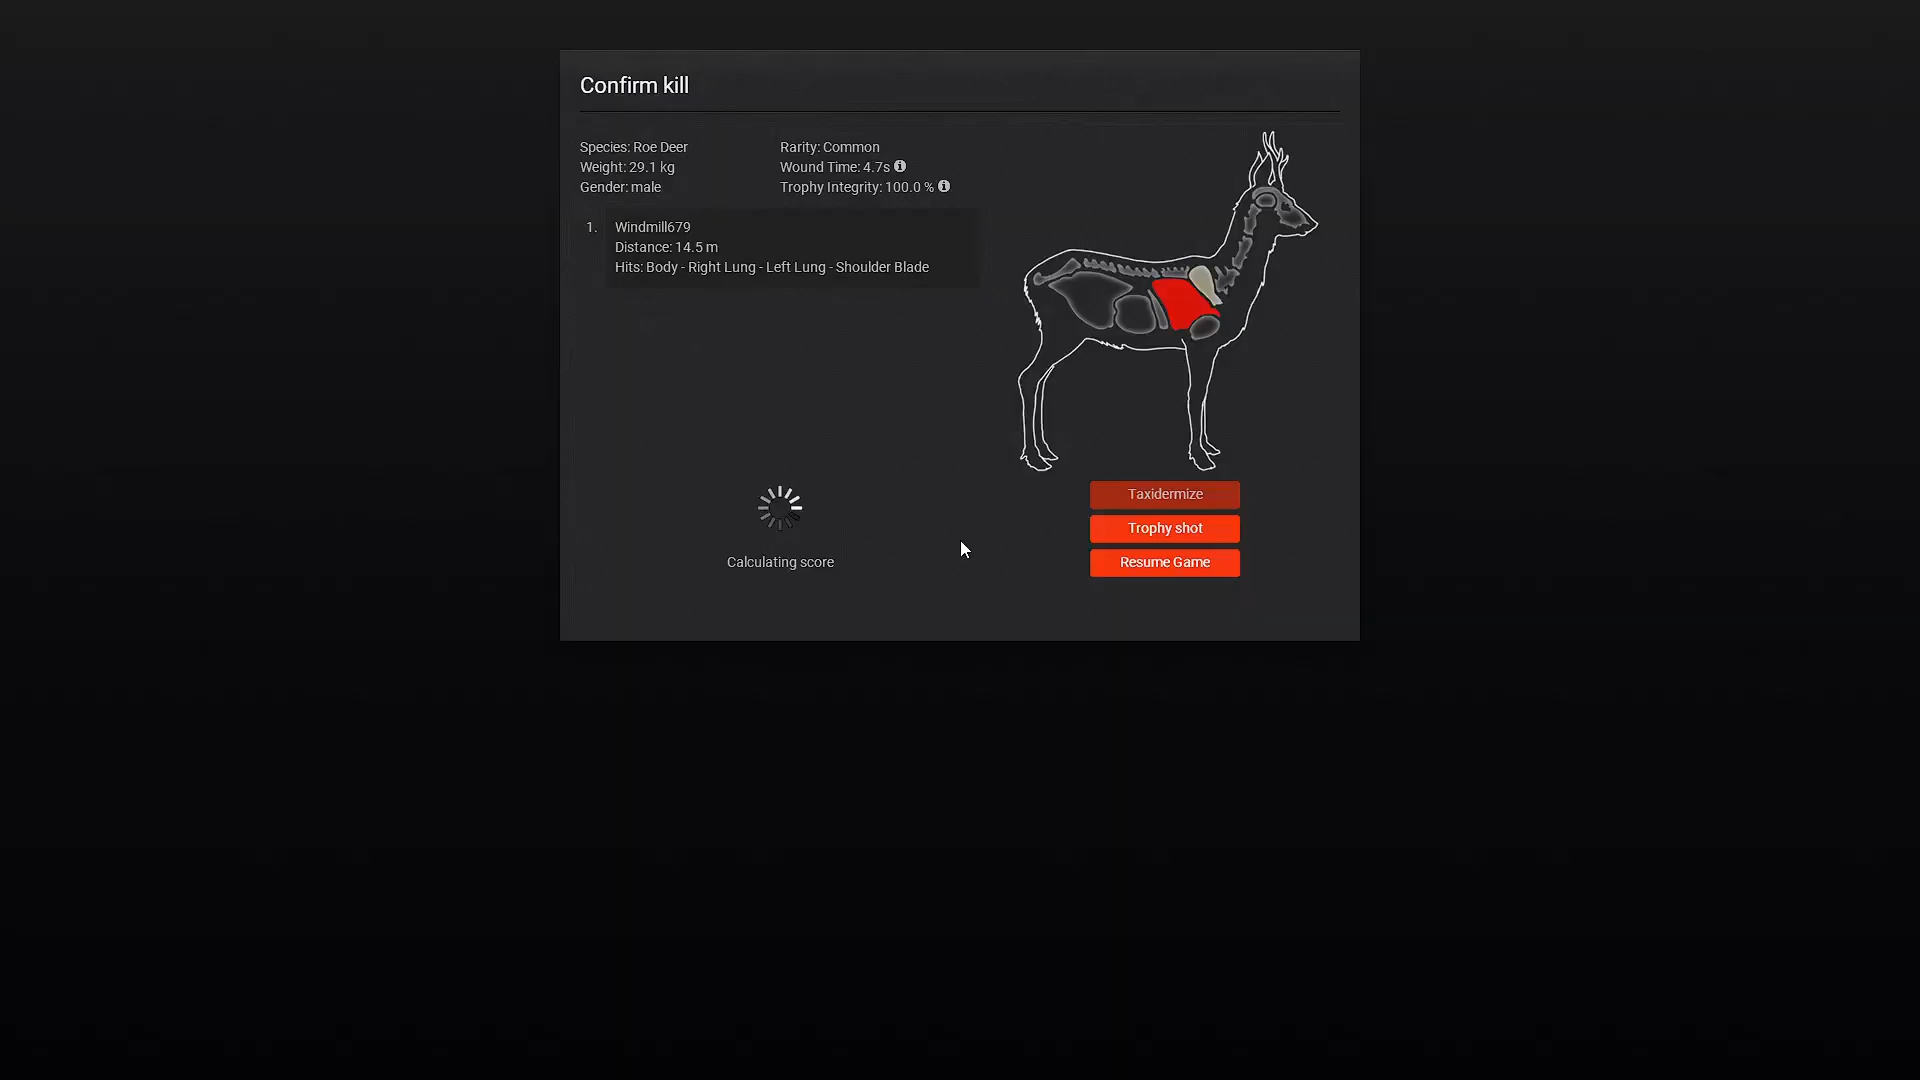 Confirm kill
Species: Roe Deer
Weight: 29.1 kg
Gender: male
Rarity: Common
Wound Time: 4.7s
Trophy Integrity: 100.0 %
1.
Windmill679
Distance: 14.5 m
Hits: Body - Right Lung - Left Lung - Shoulder Blade
Calculating score
Taxidermize
Trophy shot
Resume Game